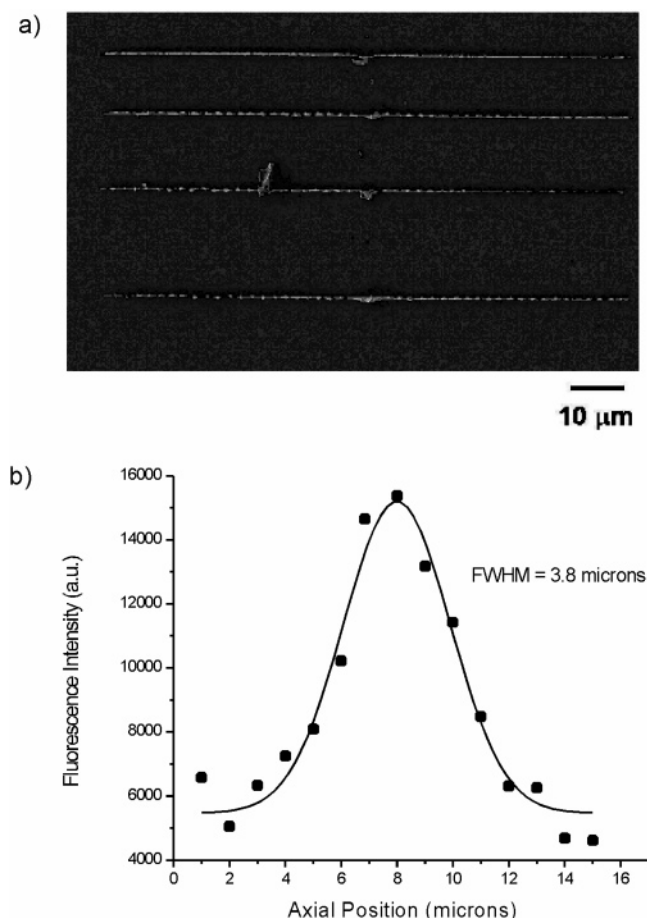 a)
10 μm
b)
16000
14000
12000
10000
8000
6000
4000
Fluorescence Intensity (a.u.)
FWHM = 3.8 microns
0 2 4 6 8 10 12 14 16
Axial Position (microns)